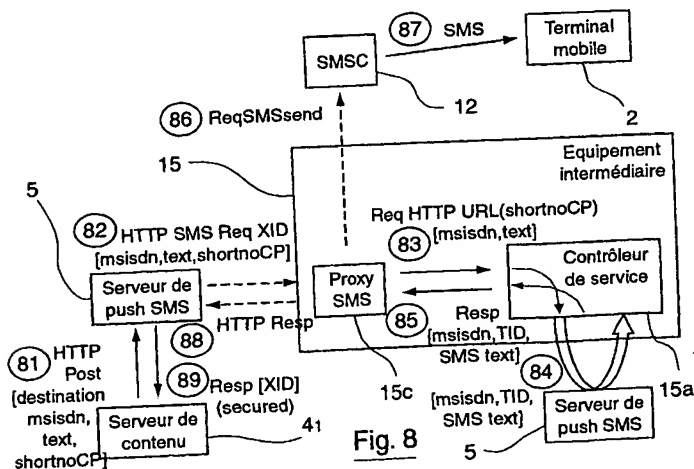 87
SMS
Terminal
mobile
SMSC
12
2
86
ReqSMSsend
15
Equipement
intermédiaire
5
82
HTTP SMS Req XID
[msisdn,text,shortnoCP]
Req HTTP URL(shortnoCP)
83
[msisdn,text]
Serveur de
push SMS
Proxy
SMS
Contrôleur
de service
88
HTTP Resp
85
Resp
[msisdn,TID,
SMS text]
15c
15a
81
HTTP
Post
[destination
msisdn,
text,
shortnoCP]
89
Resp [XID]
(secured)
84
[msisdn,TID,
SMS text]
Serveur de
contenu
41
Serveur de
push SMS
5
Fig. 8